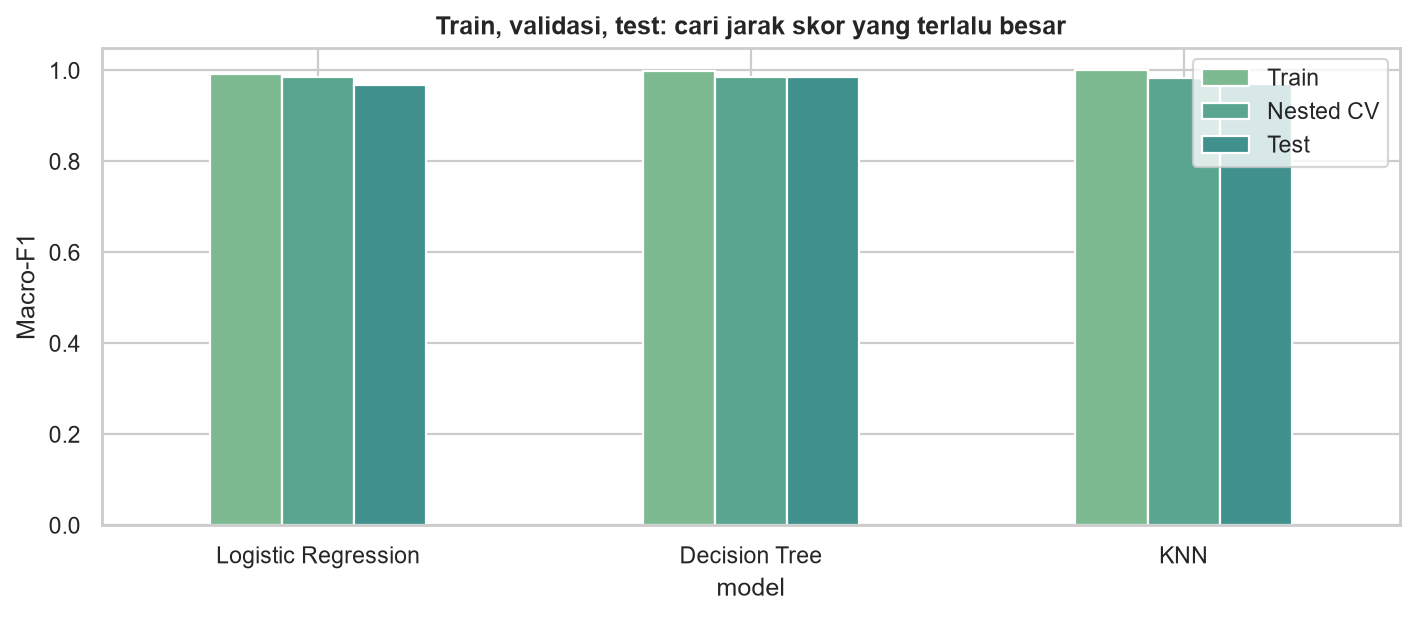 Train, validasi, test: cari jarak skor yang terlalu besar
Macro-F1
1.0
0.8
0.6
0.4
0.2
0.0
Train
Nested CV
Test
Logistic Regression
Decision Tree
KNN
model